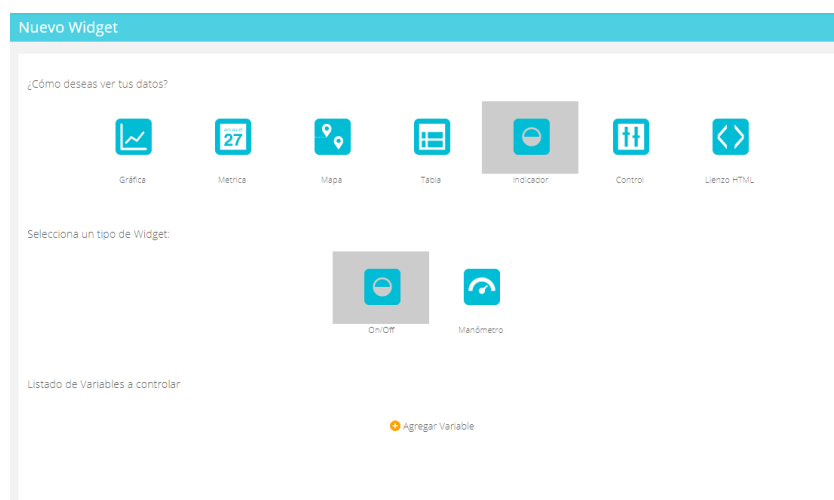 Nuevo Widget
¿Cómo deseas ver tus datos?
27
Gráfica Metrica Mapa Tabla Indicador Control Lienzo HTML
Selecciona un tipo de Widget:
On/Off Manómetro
Listado de Variables a controlar
Agregar Variable